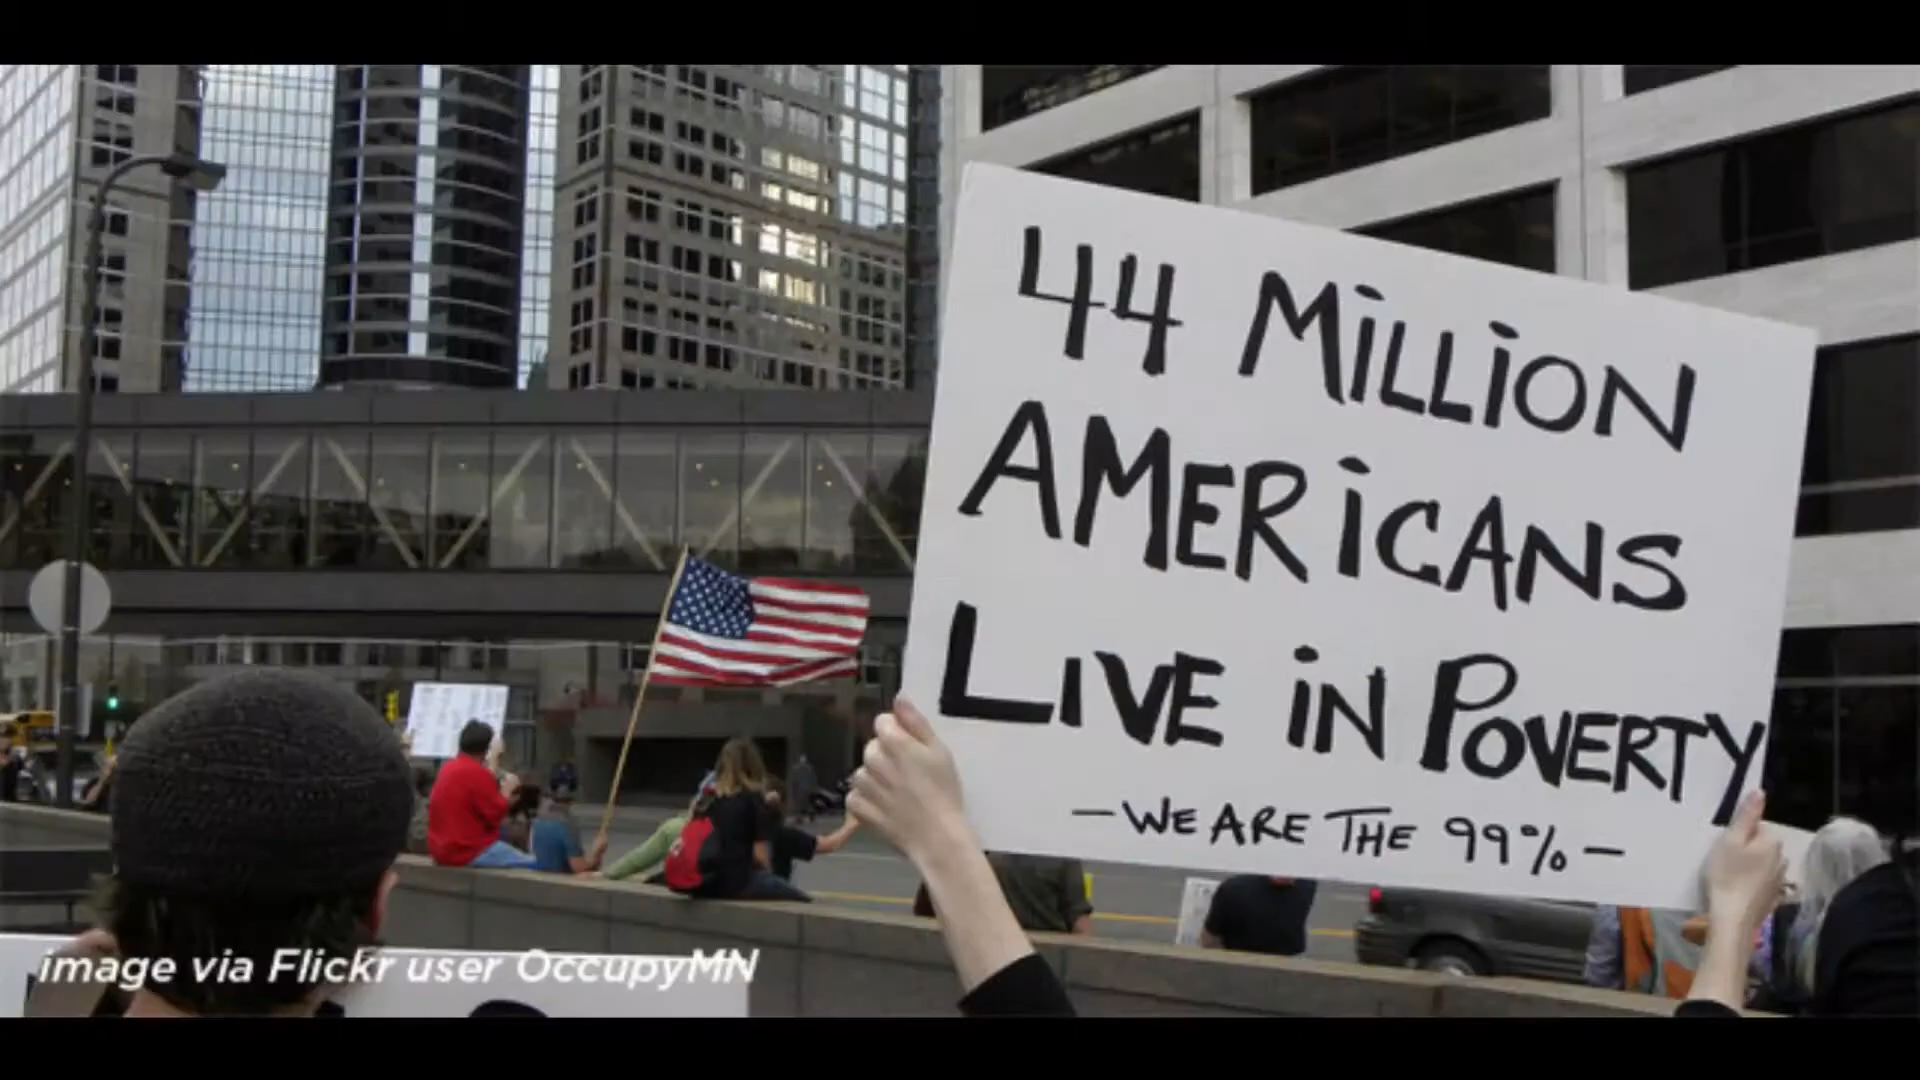 44 MiLLiON
AMERiCANS
LiVE iN POVERTY
-WE ARE THE 99%-
image via Flickr user OccupyMN